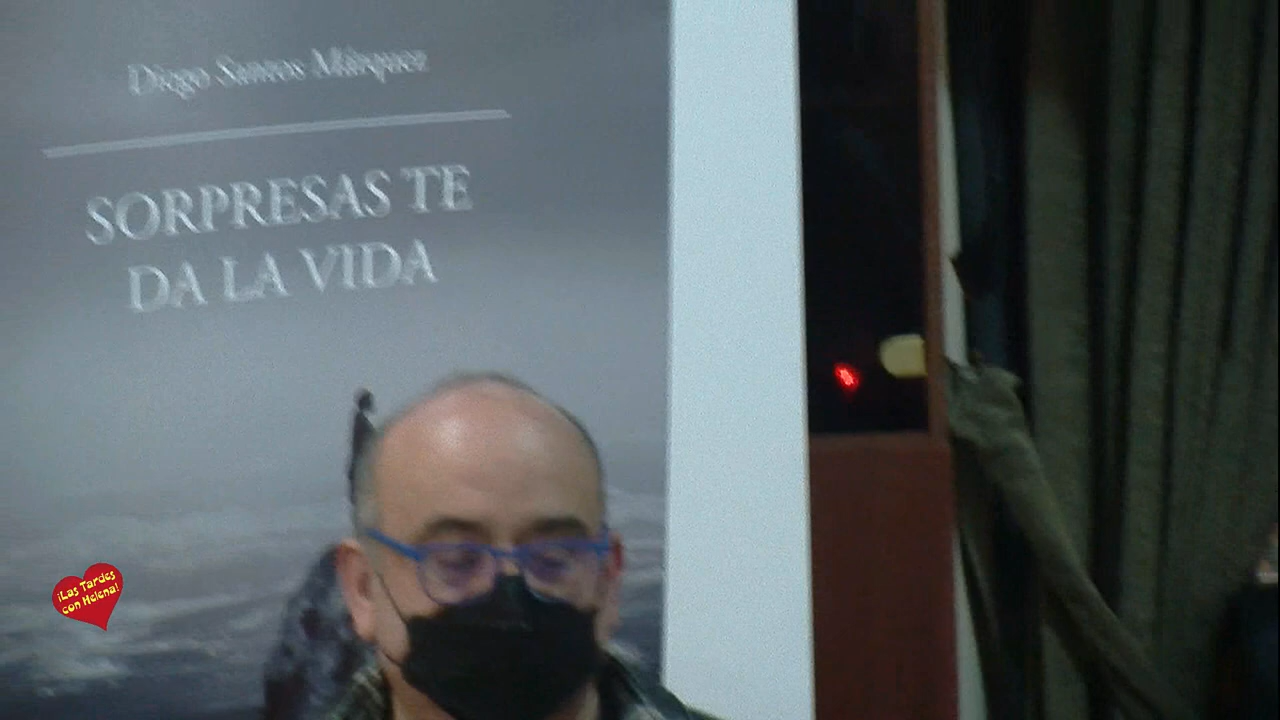 Diego Santos Márquez
SORPRESAS TE
DA LA VIDA
¡Las Tardes
con Helena!